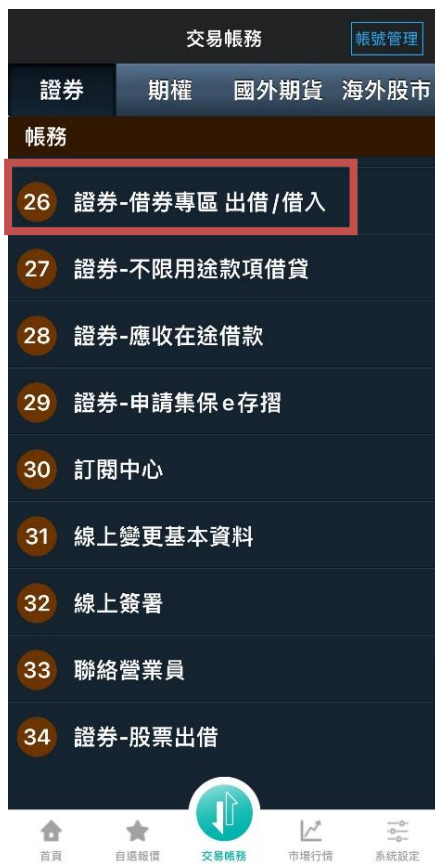 交易帳務
帳號管理
證券 期權 國外期貨 海外股市
帳務
26 證券-借券專區 出借/借入
27 證券-不限用途款項借貸
28 證券-應收在途借款
29 證券-申請集保e存摺
30 訂閱中心
31 線上變更基本資料
32 線上簽署
33 聯絡營業員
34 證券-股票出借
首頁 自選報價 交易帳務 市場行情 系統設定